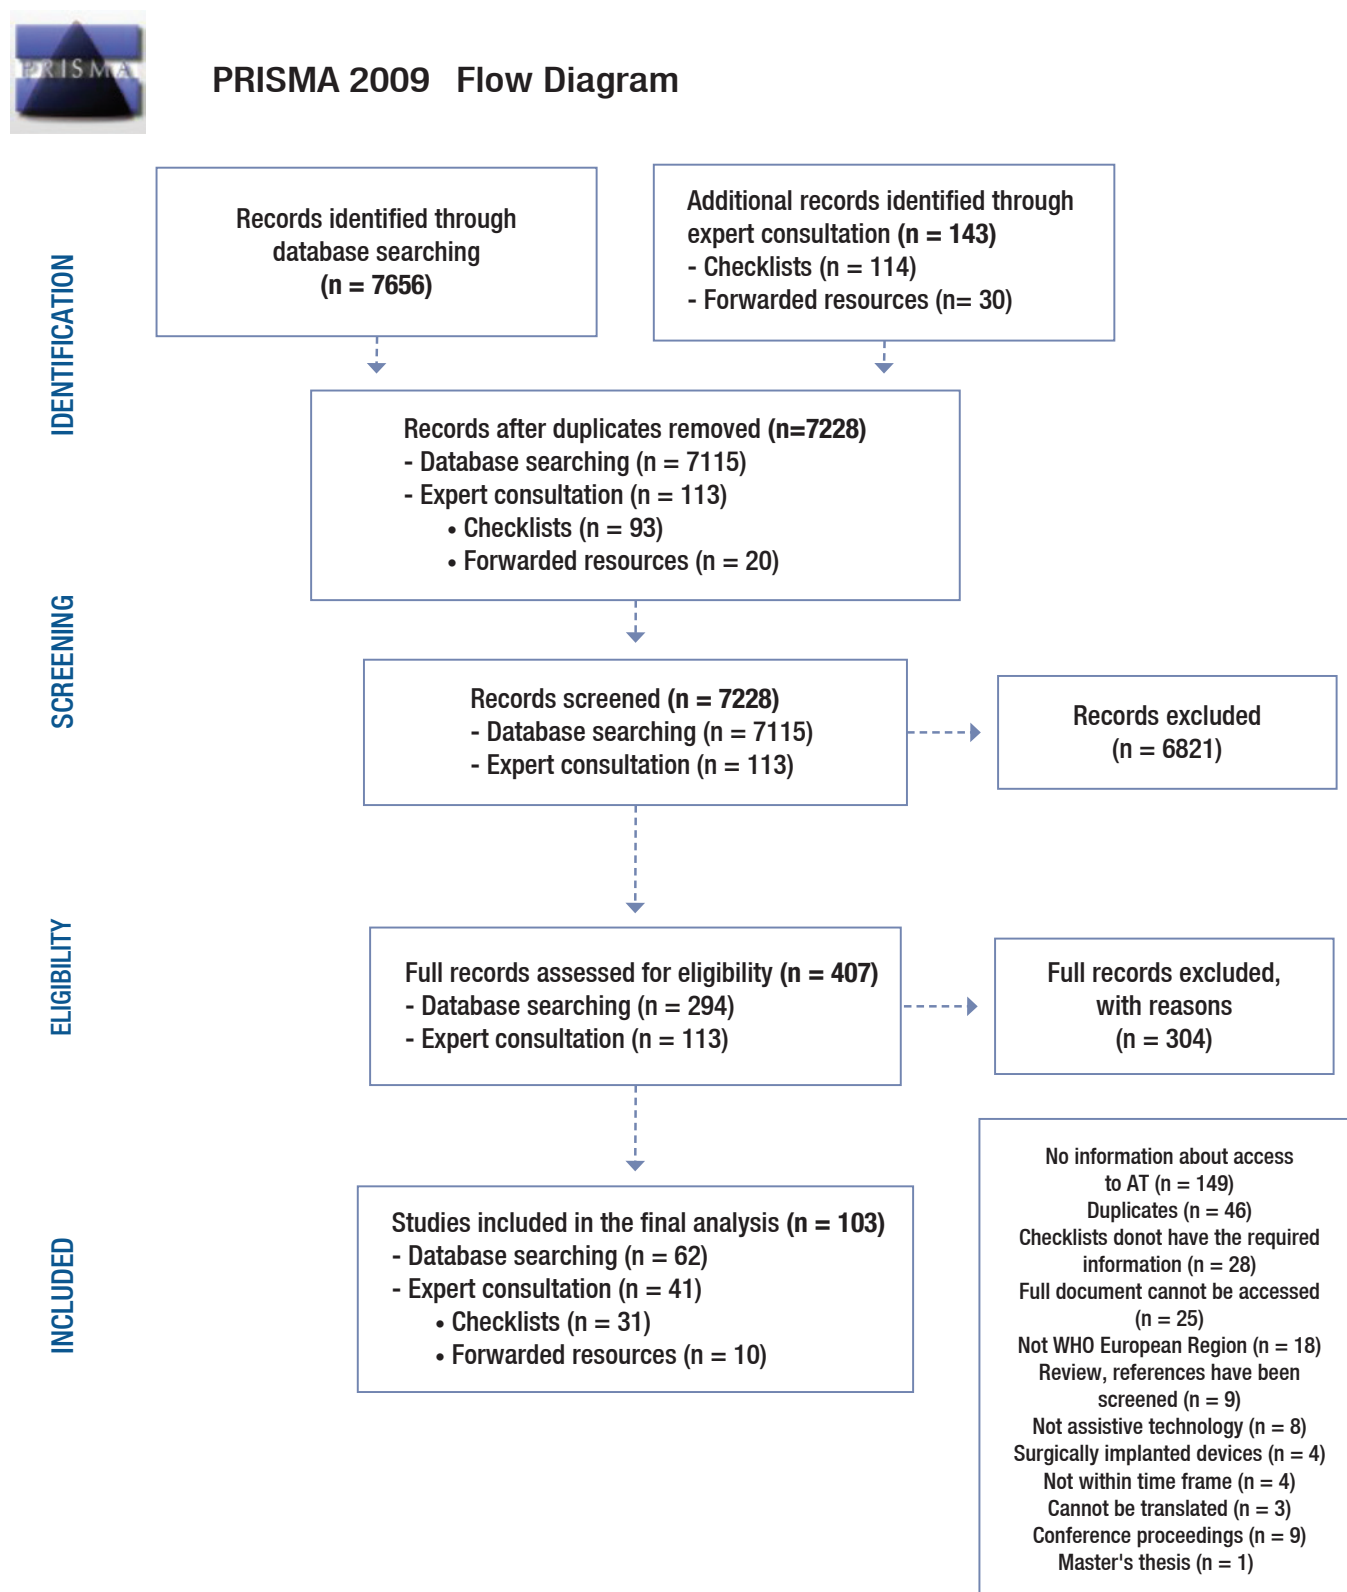 PRISMA
PRISMA 2009 Flow Diagram
IDENTIFICATION
Records identified through
database searching
(n = 7656)
Additional records identified through
expert consultation (n = 143)
- Checklists (n = 114)
- Forwarded resources (n= 30)
Records after duplicates removed (n=7228)
- Database searching (n = 7115)
- Expert consultation (n = 113)
• Checklists (n = 93)
• Forwarded resources (n = 20)
SCREENING
Records screened (n = 7228)
- Database searching (n = 7115)
- Expert consultation (n = 113)
Records excluded
(n = 6821)
ELIGIBILITY
Full records assessed for eligibility (n = 407)
- Database searching (n = 294)
- Expert consultation (n = 113)
Full records excluded,
with reasons
(n = 304)
No information about access
to AT (n = 149)
Duplicates (n = 46)
Checklists donot have the required
information (n = 28)
Full document cannot be accessed
(n = 25)
Not WHO European Region (n = 18)
Review, references have been
screened (n = 9)
Not assistive technology (n = 8)
Surgically implanted devices (n = 4)
Not within time frame (n = 4)
Cannot be translated (n = 3)
Conference proceedings (n = 9)
Master's thesis (n = 1)
INCLUDED
Studies included in the final analysis (n = 103)
- Database searching (n = 62)
- Expert consultation (n = 41)
• Checklists (n = 31)
• Forwarded resources (n = 10)